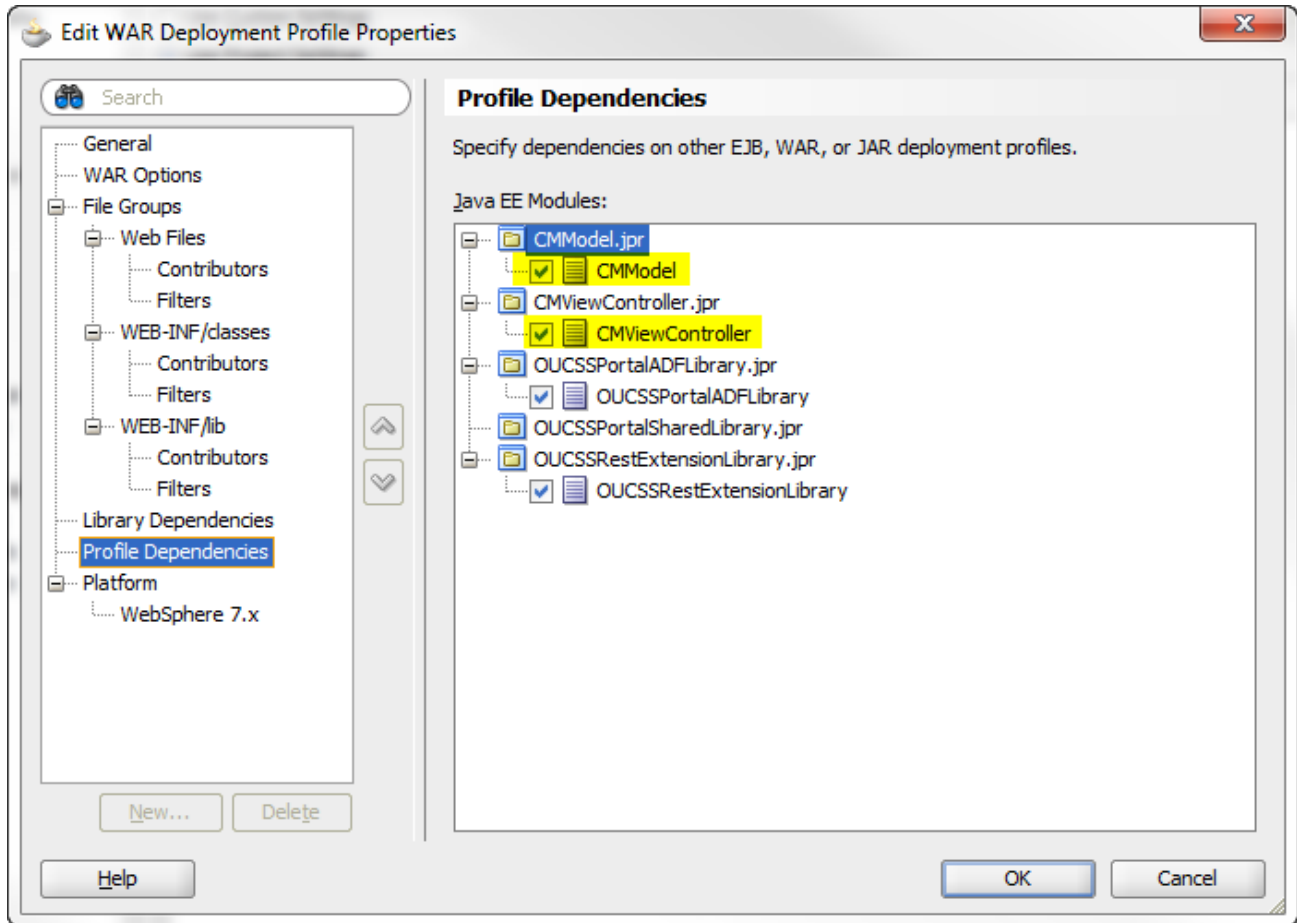 Edit WAR Deployment Profile Properties
Search
General
WAR Options
File Groups
Web Files
Contributors
Filters
WEB-INF/classes
Contributors
Filters
WEB-INF/lib
Contributors
Filters
Library Dependencies
Profile Dependencies
Platform
WebSphere 7.x
New...
Delete
Profile Dependencies
Specify dependencies on other EJB, WAR, or JAR deployment profiles.
Java EE Modules:
CMModel.jpr
CMModel
CMViewController.jpr
CMViewController
OUCSSPortalADFLibrary.jpr
OUCSSPortalADFLibrary
OUCSSPortalSharedLibrary.jpr
OUCSSRestExtensionLibrary.jpr
OUCSSRestExtensionLibrary
Help
OK
Cancel